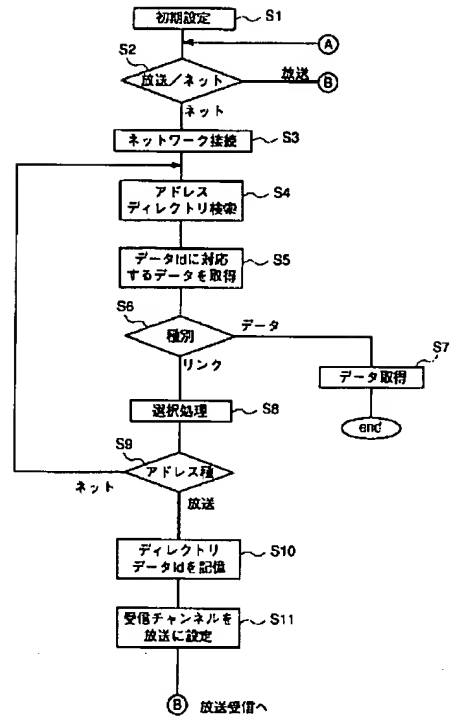 初期設定 S1
A
S2
放送/ネット
放送
B
ネット
ネットワーク接続 S3
アドレス
ディレクトリ検索
S4
データIdに対応
するデータを取得
S5
S6
種別
データ
リンク
S7
データ取得
end
選択処理 S8
S9
アドレス種
ネット
放送
ディレクトリ
データIdを記憶
S10
受信チャンネルを
放送に設定
S11
B 放送受信へ